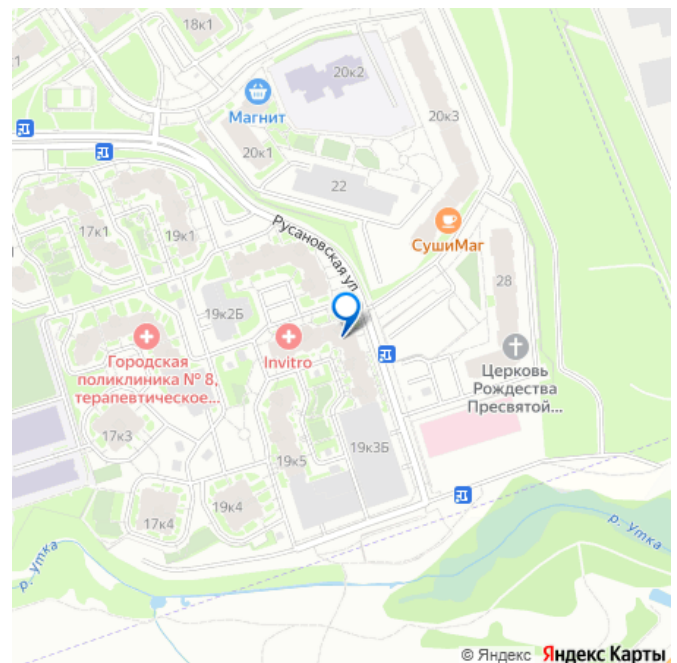 18к1
20к2
Магнит
20к3
20к1
22
17к1
19к1
Русановская ул
СушиМаг
19к2Б
28
Городская
поликлиника № 8,
терапевтическое...
Invitro
Церковь
Рождества
Пресвятой...
17к3
19к3Б
19к5
19к4
17к4
р. Утка
р. Утка
© Яндекс Яндекс Карты